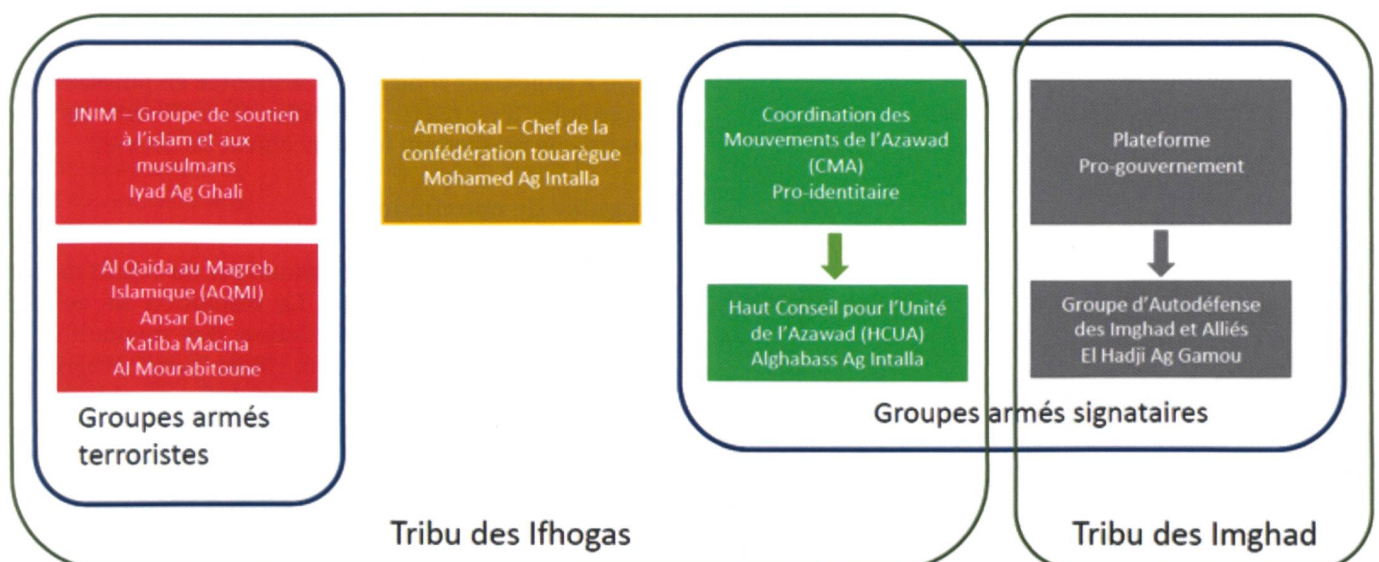 JNIM – Groupe de soutien
à l'islam et aux
musulmans
Iyad Ag Ghali
Al Qaida au Magreb
Islamique (AQMI)
Ansar Dine
Katiba Macina
Al Mourabitoune
Groupes armés
terroristes
Amenokal – Chef de la
confédération touarègue
Mohamed Ag Intalla
Coordination des
Mouvements de l'Azawad
(CMA)
Pro-identitaire
Haut Conseil pour l'Unité
de l'Azawad (HCUA)
Alghabass Ag Intalla
Plateforme
Pro-gouvernement
Groupe d'Autodéfense
des Imghad et Alliés
El Hadji Ag Gamou
Groupes armés signataires
Tribu des Ifhogas
Tribu des Imghad